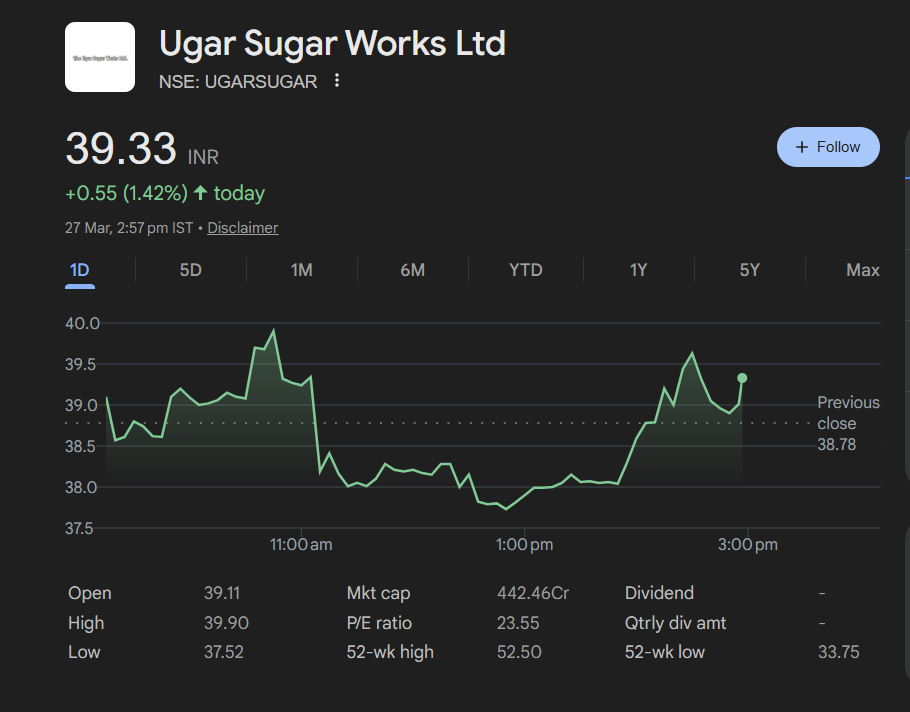 Ugar Sugar Works Ltd
NSE: UGARSUGAR
39.33 INR
+ Follow
+0.55 (1.42%) ↑ today
27 Mar, 2:57 pm IST • Disclaimer
1D 5D 1M 6M YTD 1Y 5Y Max
40.0
39.5
39.0
38.5
38.0
37.5
Previous
close
38.78
11:00 am 1:00 pm 3:00 pm
Open 39.11 Mkt cap 442.46Cr Dividend -
High 39.90 P/E ratio 23.55 Qtrly div amt -
Low 37.52 52-wk high 52.50 52-wk low 33.75